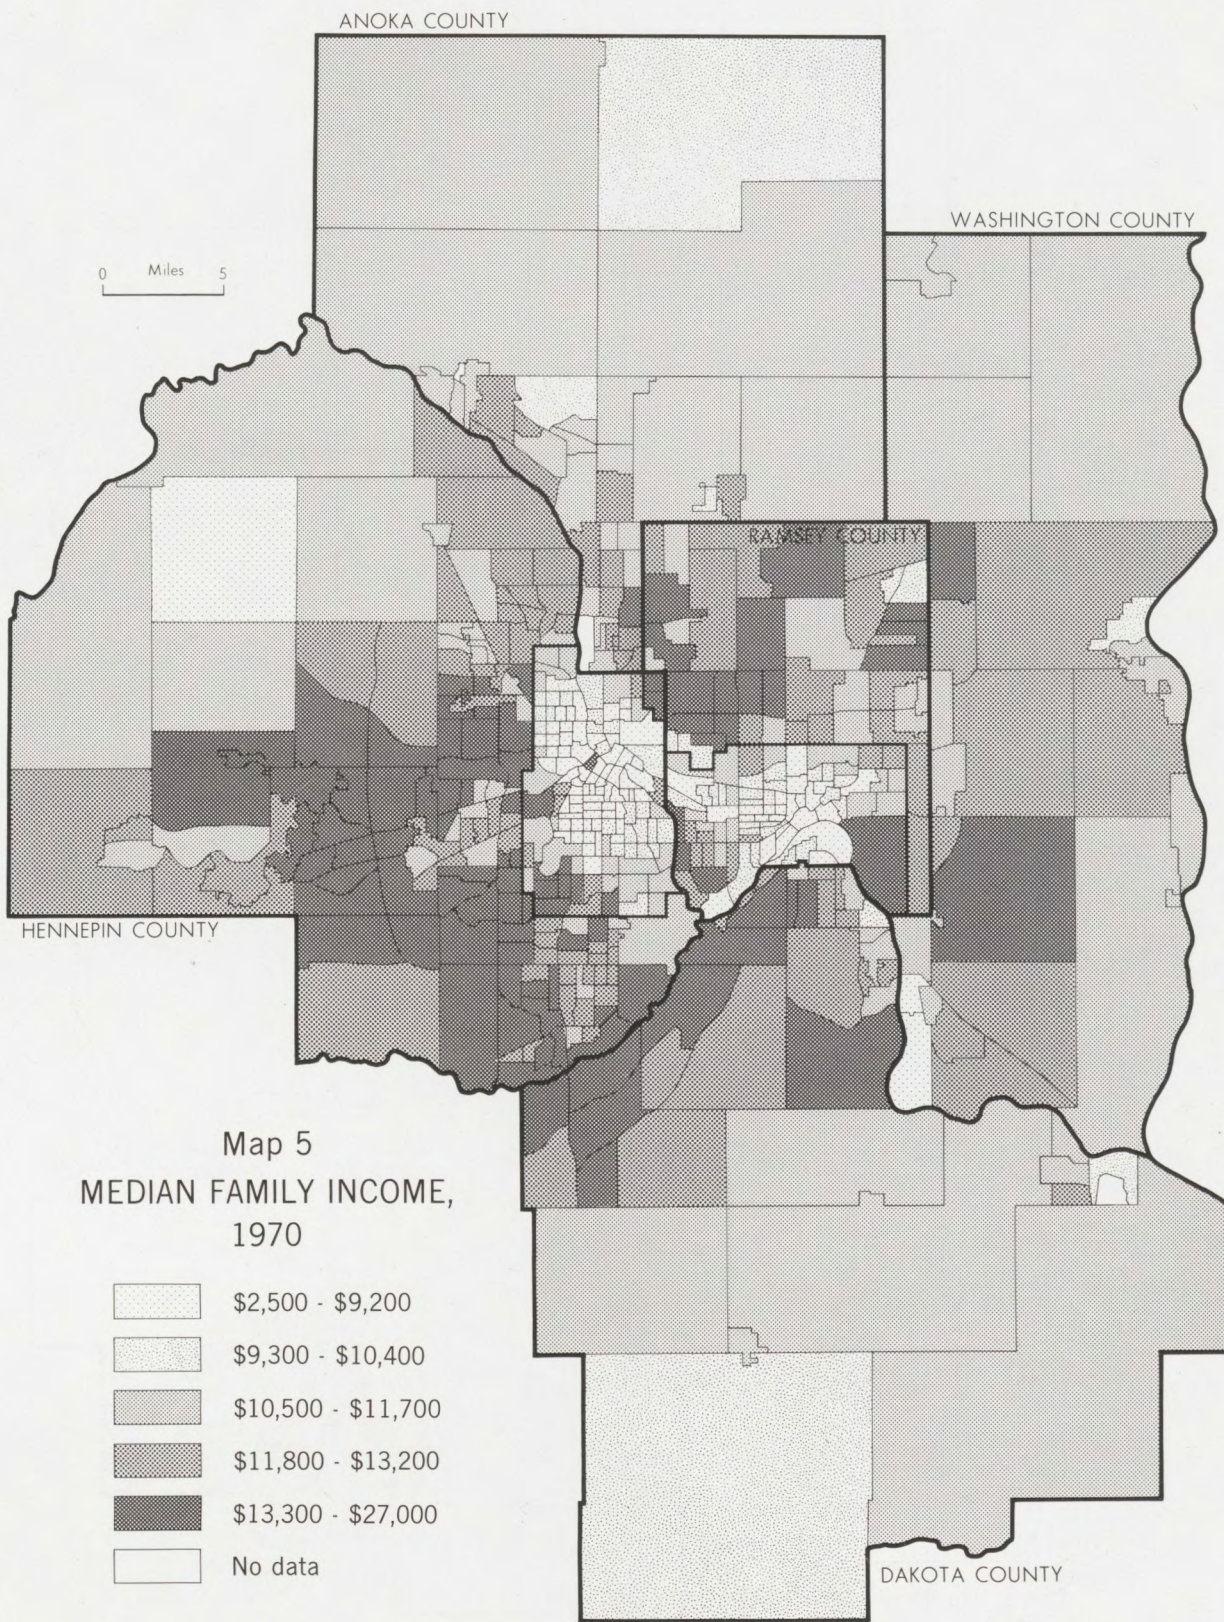 ANOKA COUNTY
WASHINGTON COUNTY
0 Miles 5
RAMSEY COUNTY
HENNEPIN COUNTY
Map 5
MEDIAN FAMILY INCOME,
1970
$2,500 - $9,200
$9,300 - $10,400
$10,500 - $11,700
$11,800 - $13,200
$13,300 - $27,000
No data
DAKOTA COUNTY